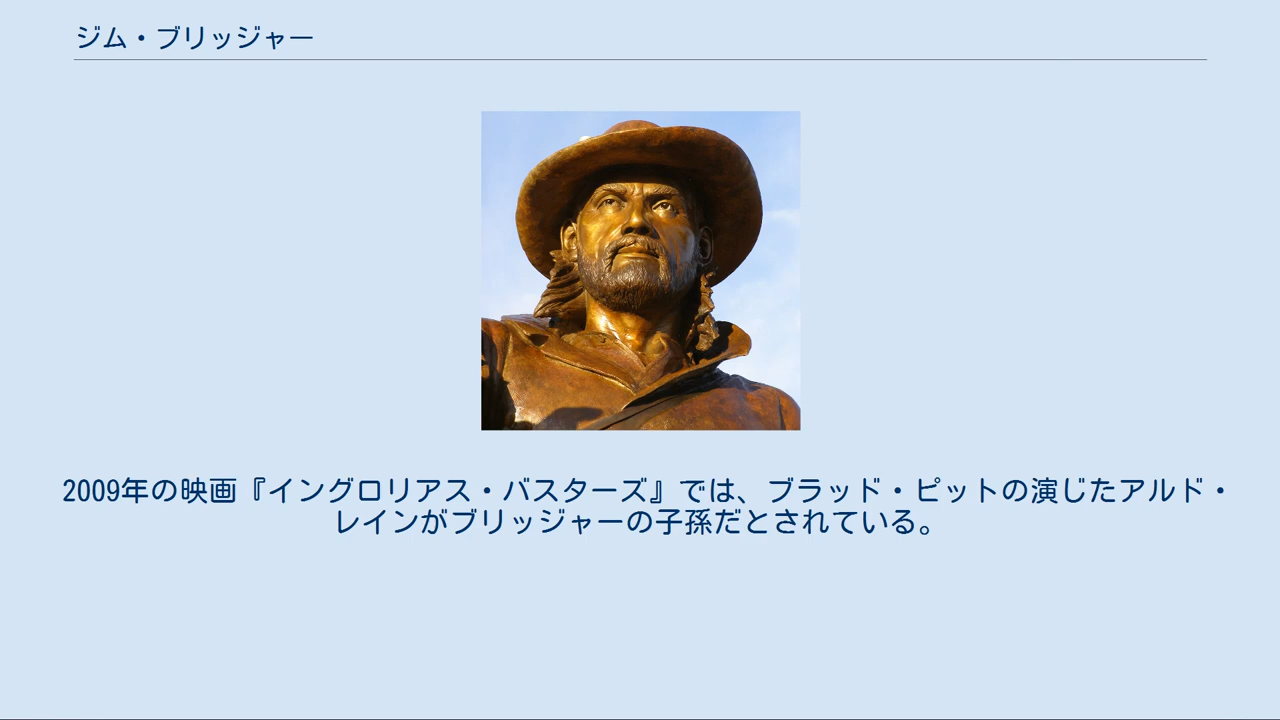 ジム・ブリッジャー
2009年の映画『イングロリアス・バスターズ』では、ブラッド・ピットの演じたアルド・
レインがブリッジャーの子孫だとされている。